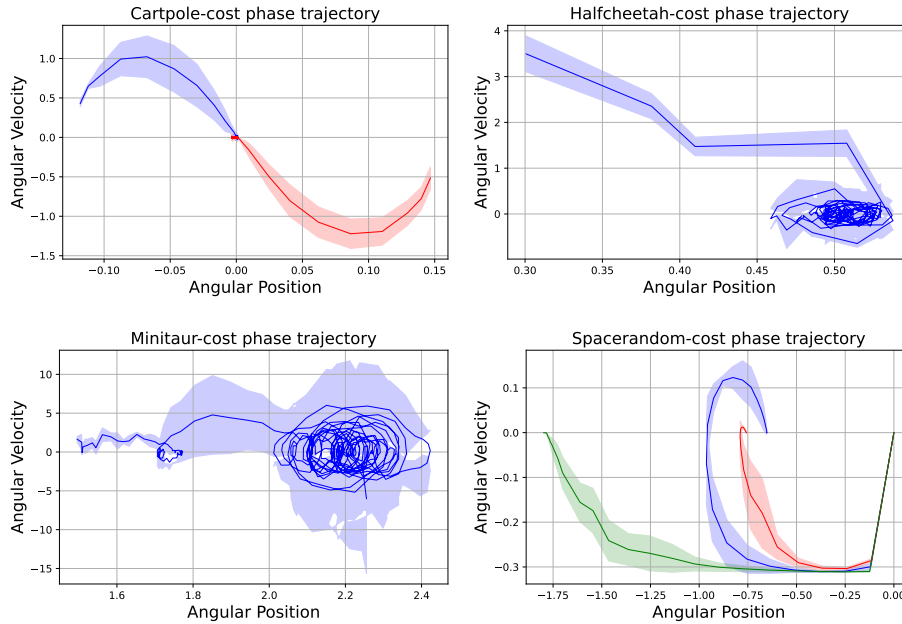 Cartpole-cost phase trajectory
Angular Velocity
1.0
0.5
0.0
−0.5
−1.0
−1.5
−0.10 −0.05 0.00 0.05 0.10 0.15
Angular Position
Halfcheetah-cost phase trajectory
Angular Velocity
4
3
2
1
0
0.30 0.35 0.40 0.45 0.50
Angular Position
Minitaur-cost phase trajectory
Angular Velocity
10
5
0
−5
−10
−15
1.6 1.8 2.0 2.2 2.4
Angular Position
Spacerandom-cost phase trajectory
Angular Velocity
0.1
0.0
−0.1
−0.2
−0.3
−1.75 −1.50 −1.25 −1.00 −0.75 −0.50 −0.25 0.00
Angular Position